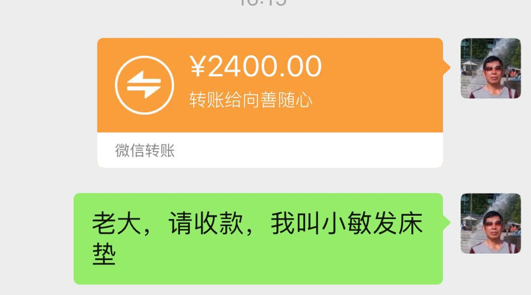 ¥2400.00
转账给向善随心
微信转账
老大，请收款，我叫小敏发床
垫